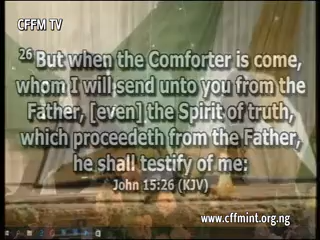 CFFM TV
26 But when the Comforter is come,
whom I will send unto you from the
Father, [even] the Spirit of truth,
which proceedeth from the Father,
he shall testify of me:
John 15:26 (KJV)
www.cffmint.org.ng